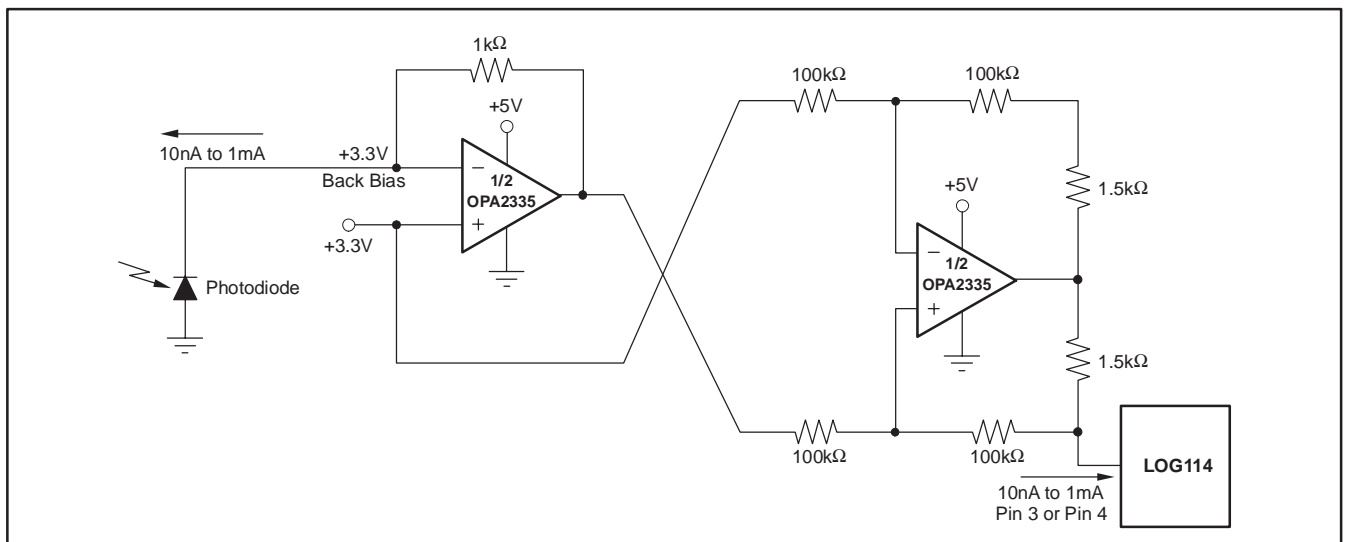 1kΩ
+5V
10nA to 1mA
+3.3V
Back Bias
−
1/2
OPA2335
+
+3.3V
Photodiode
100kΩ
100kΩ
1.5kΩ
+5V
−
1/2
OPA2335
+
1.5kΩ
100kΩ
100kΩ
10nA to 1mA
Pin 3 or Pin 4
LOG114